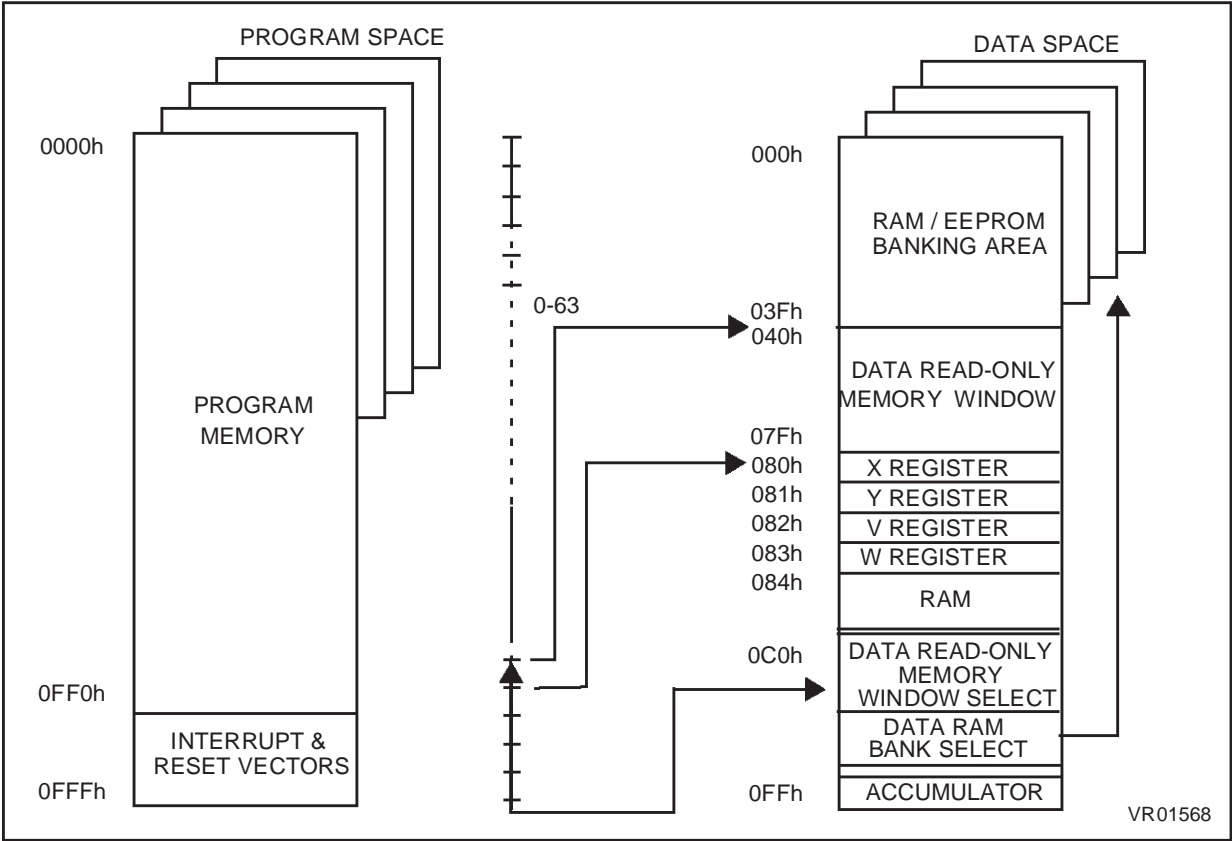 PROGRAM SPACE
0000h
PROGRAM
MEMORY
0FF0h
INTERRUPT &
RESET VECTORS
0FFFh
0-63
DATA SPACE
000h
RAM / EEPROM
BANKING AREA
03Fh
040h
DATA READ-ONLY
MEMORY WINDOW
07Fh
080h
X REGISTER
081h
Y REGISTER
082h
V REGISTER
083h
W REGISTER
084h
RAM
0C0h
DATA READ-ONLY
MEMORY
WINDOW SELECT
DATA RAM
BANK SELECT
0FFh
ACCUMULATOR
VR01568